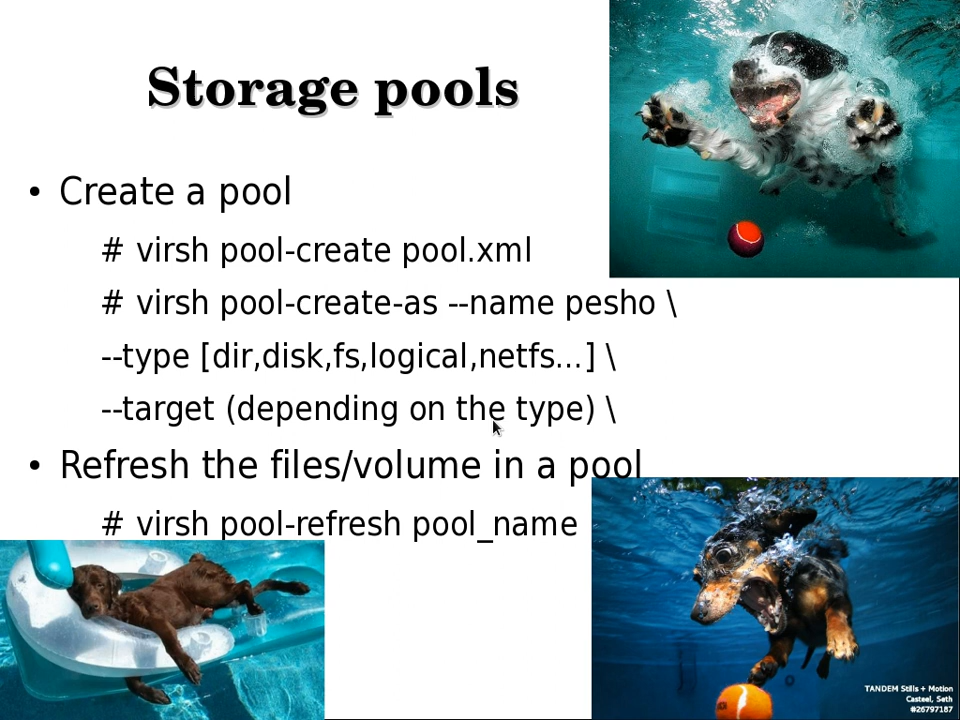 Storage pools
• Create a pool
# virsh pool-create pool.xml
# virsh pool-create-as --name pesho \
--type [dir,disk,fs,logical,netfs...] \
--target (depending on the type) \
• Refresh the files/volume in a pool
# virsh pool-refresh pool_name
TANDEM Stills + Motion
Casteel, Seth
#26797187